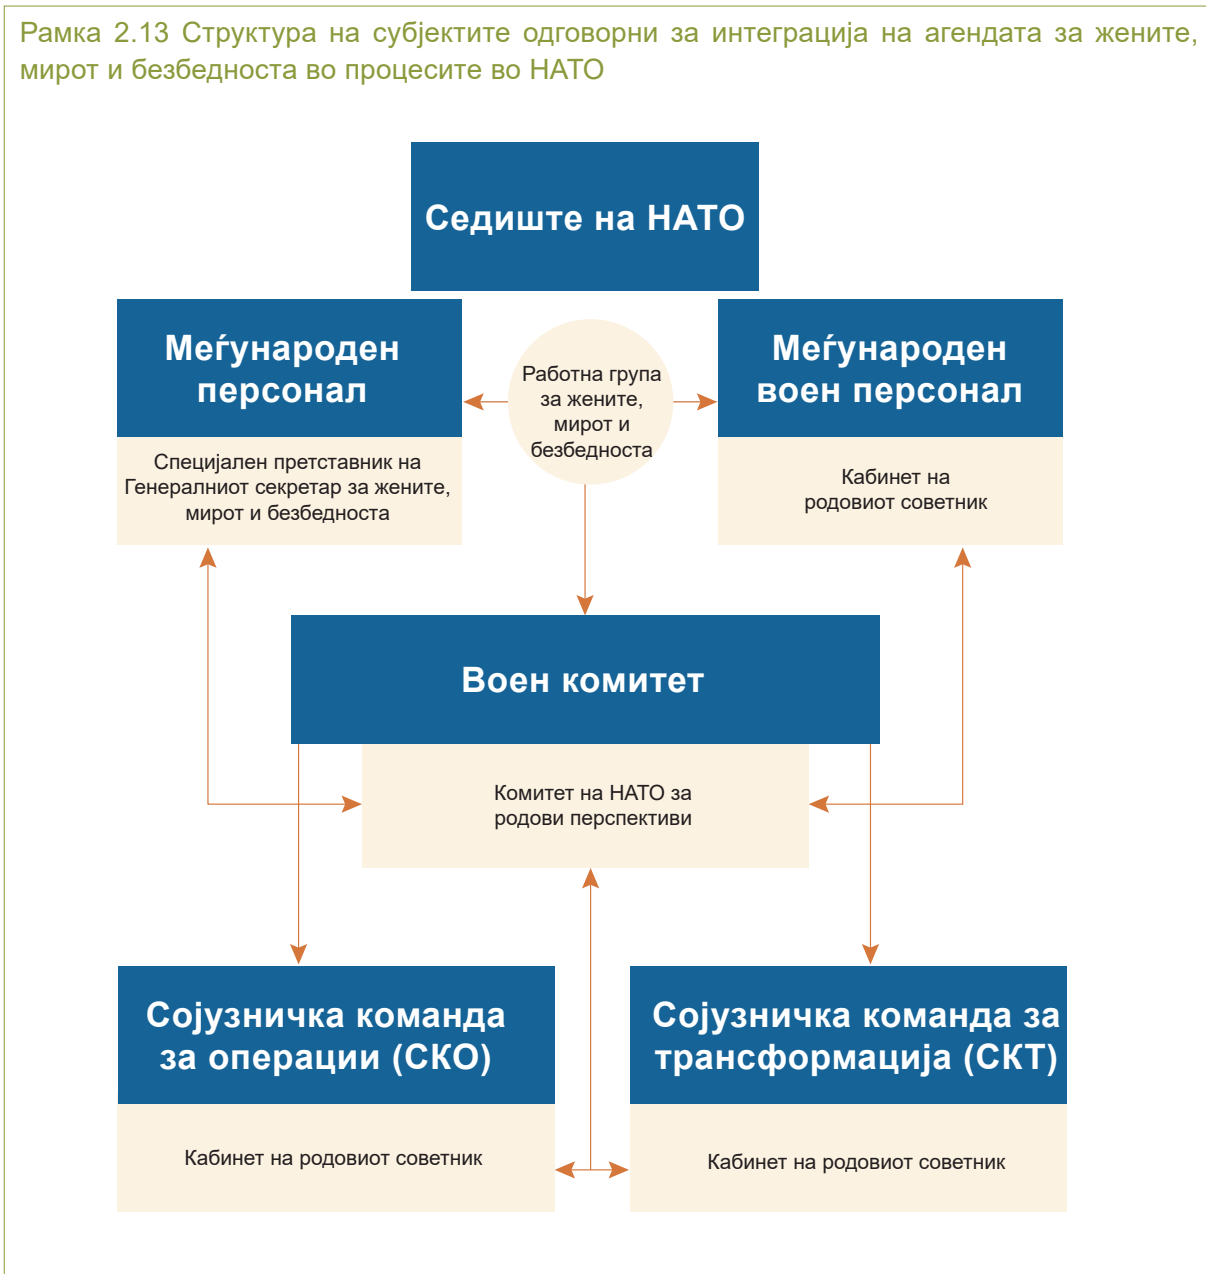 Рамка 2.13 Структура на субјектите одговорни за интеграција на агендата за жените,
мирот и безбедноста во процесите во НАТО
Седиште на НАТО
Меѓународен
персонал
Специјален претставник на
Генералниот секретар за жените,
мирот и безбедноста
Работна група
за жените,
мирот и
безбедноста
Меѓународен
воен персонал
Кабинет на
родовиот советник
Воен комитет
Комитет на НАТО за
родови перспективи
Сојузничка команда
за операции (СКО)
Кабинет на родовиот советник
Сојузничка команда за
трансформација (СКТ)
Кабинет на родовиот советник